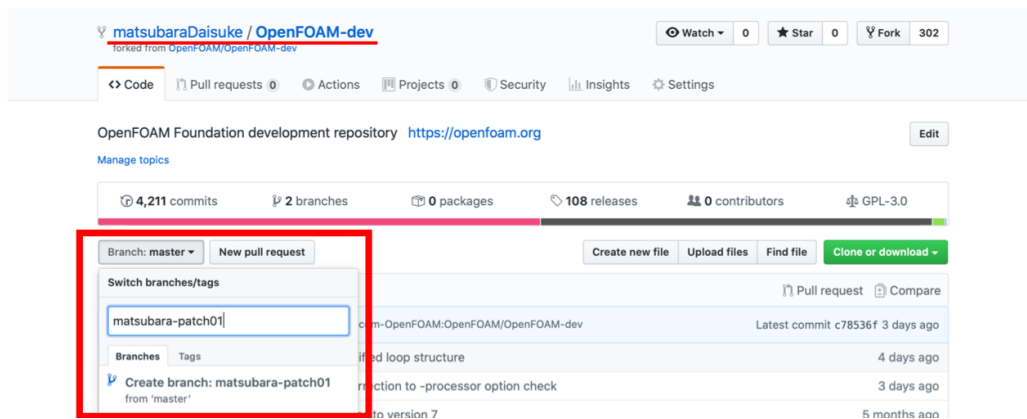 matsubaraDaisuke / OpenFOAM-dev
forked from OpenFOAM/OpenFOAM-dev
Watch 0 Star 0 Fork 302
Code Pull requests 0 Actions Projects 0 Security Insights Settings
OpenFOAM Foundation development repository https://openfoam.org Edit
Manage topics
4,211 commits 2 branches 0 packages 108 releases 0 contributors GPL-3.0
Branch: master New pull request Create new file Upload files Find file Clone or download
Switch branches/tags
Pull request Compare
matsubara-patch01
-OpenFOAM:OpenFOAM/OpenFOAM-dev Latest commit c78536f 3 days ago
Branches Tags
loop structure 4 days ago
Create branch: matsubara-patch01
from 'master'
to -processor option check 3 days ago
to version 7 5 months ago